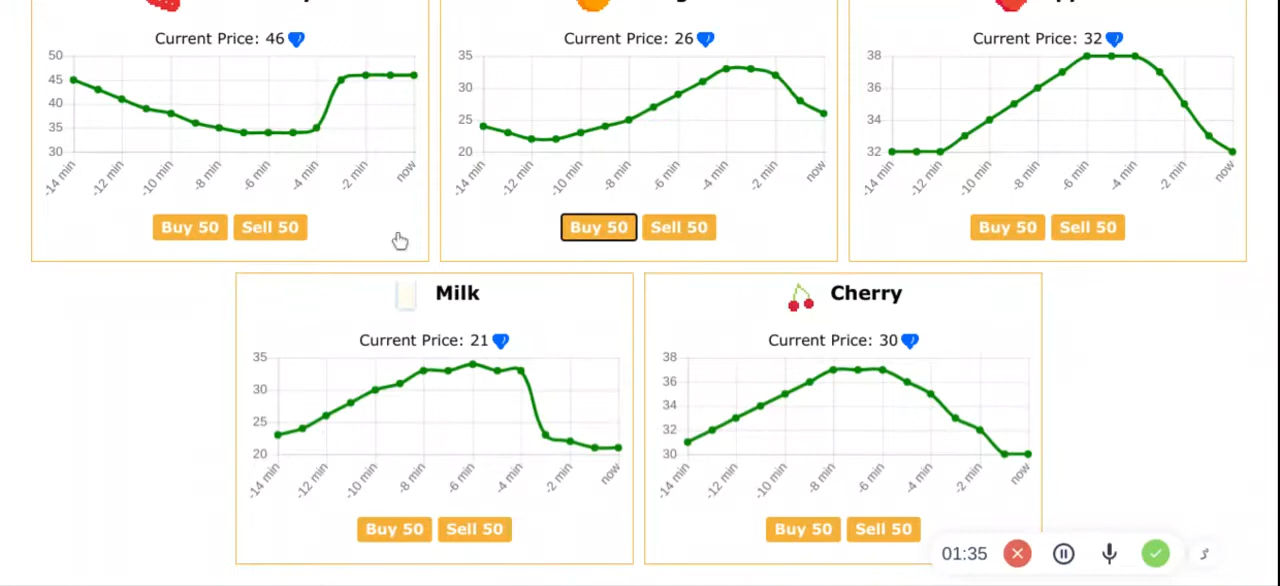 Current Price: 46
50
45
40
35
30
-14 min
-12 min
-10 min
-8 min
-6 min
-4 min
-2 min
now
Buy 50
Sell 50
Current Price: 26
35
30
25
20
-14 min
-12 min
-10 min
-8 min
-6 min
-4 min
-2 min
now
Buy 50
Sell 50
Current Price: 32
38
36
34
32
-14 min
-12 min
-10 min
-8 min
-6 min
-4 min
-2 min
now
Buy 50
Sell 50
Milk
Current Price: 21
35
30
25
20
-14 min
-12 min
-10 min
-8 min
-6 min
-4 min
-2 min
now
Buy 50
Sell 50
Cherry
Current Price: 30
38
36
34
32
30
-14 min
-12 min
-10 min
-8 min
-6 min
-4 min
-2 min
now
Buy 50
Sell 50
01:35